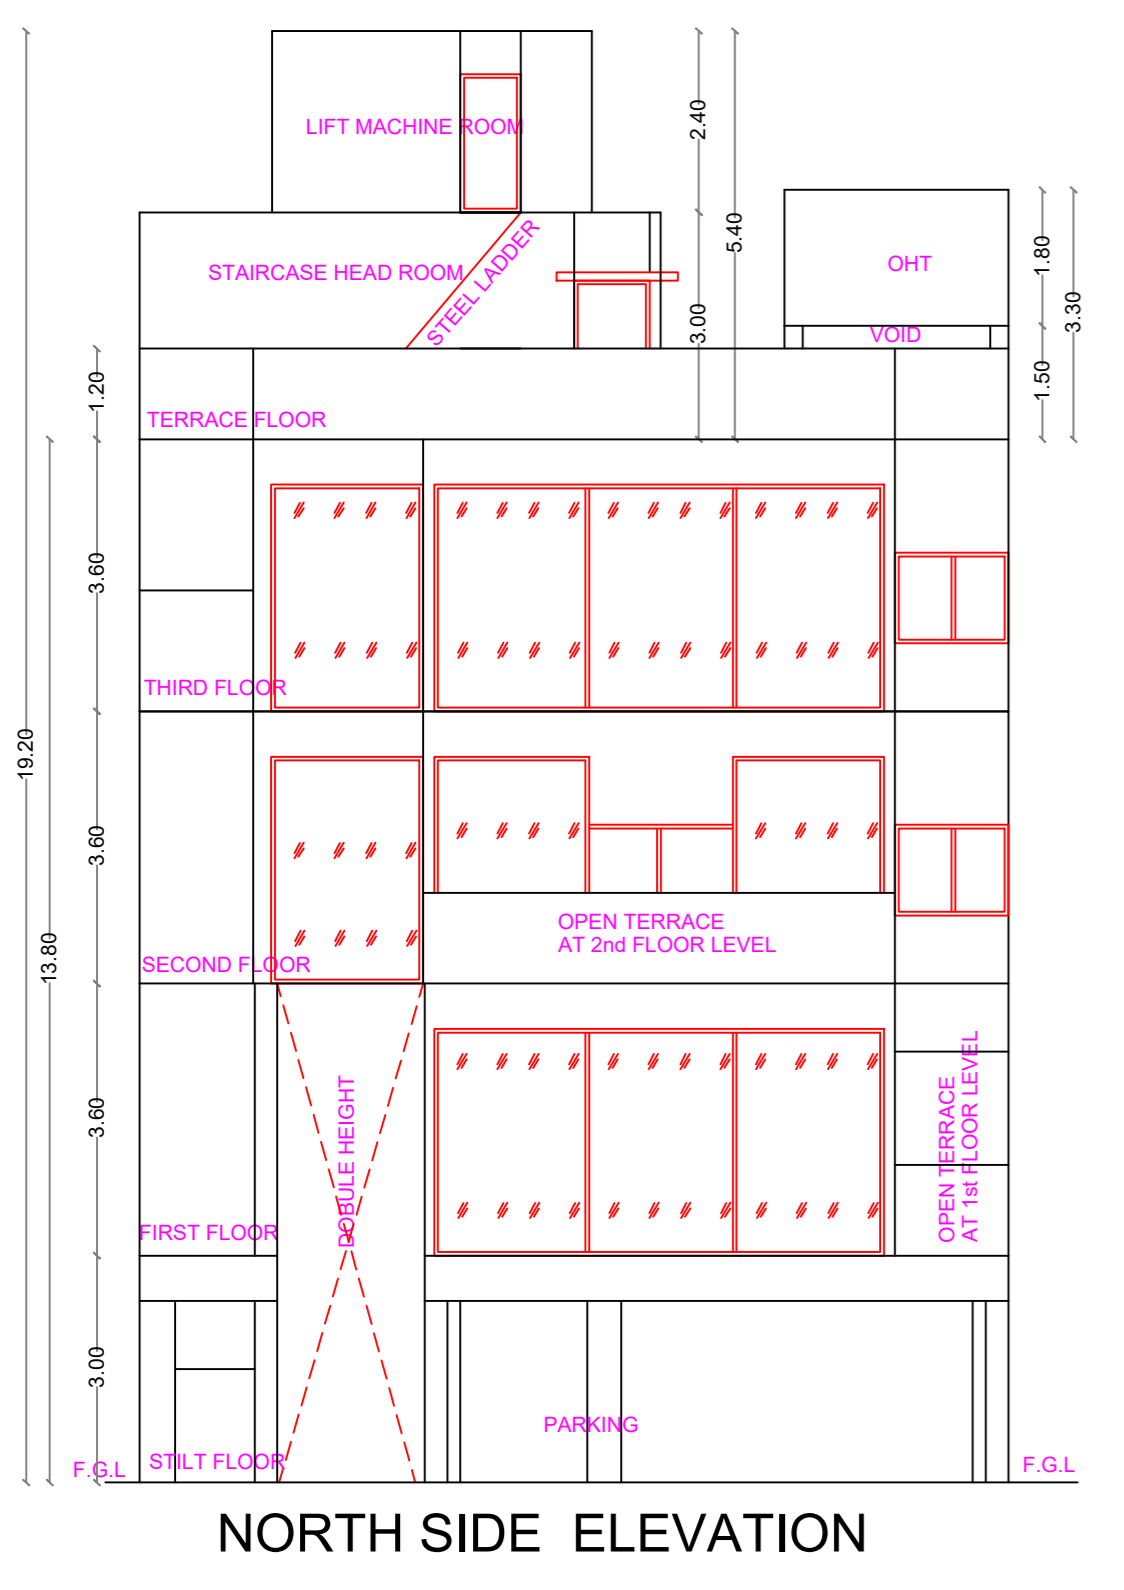 LIFT MACHINE ROOM
2.40
STAIRCASE HEAD ROOM
STEEL LADDER
5.40
3.00
OHT
1.80
3.30
VOID
1.50
1.20
TERRACE FLOOR
3.60
THIRD FLOOR
19.20
3.60
13.80
OPEN TERRACE
AT 2nd FLOOR LEVEL
SECOND FLOOR
3.60
DOBULE HEIGHT
OPEN TERRACE
AT 1st FLOOR LEVEL
FIRST FLOOR
3.00
PARKING
F.G.L
STILT FLOOR
F.G.L
NORTH SIDE ELEVATION